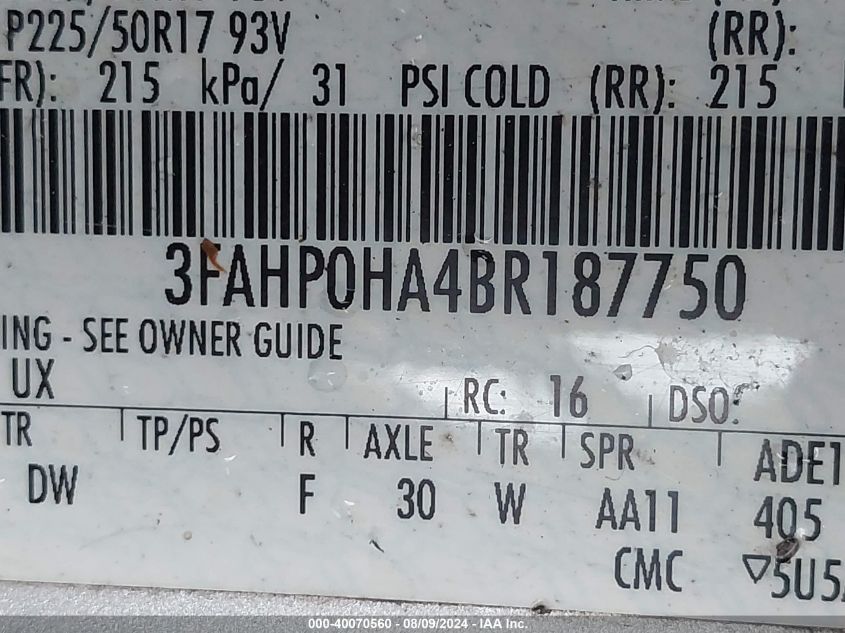 P225/50R17 93V (RR):
FR): 215 kPa/ 31 PSI COLD (RR): 215
3FAHP0HA4BR187750
ING - SEE OWNER GUIDE
UX RC: 16 DSO:
TR TP/PS R AXLE TR SPR ADE1
DW F 30 W AA11 405
CMC ▽5U5
000-40070560 - 08/09/2024 - IAA Inc.